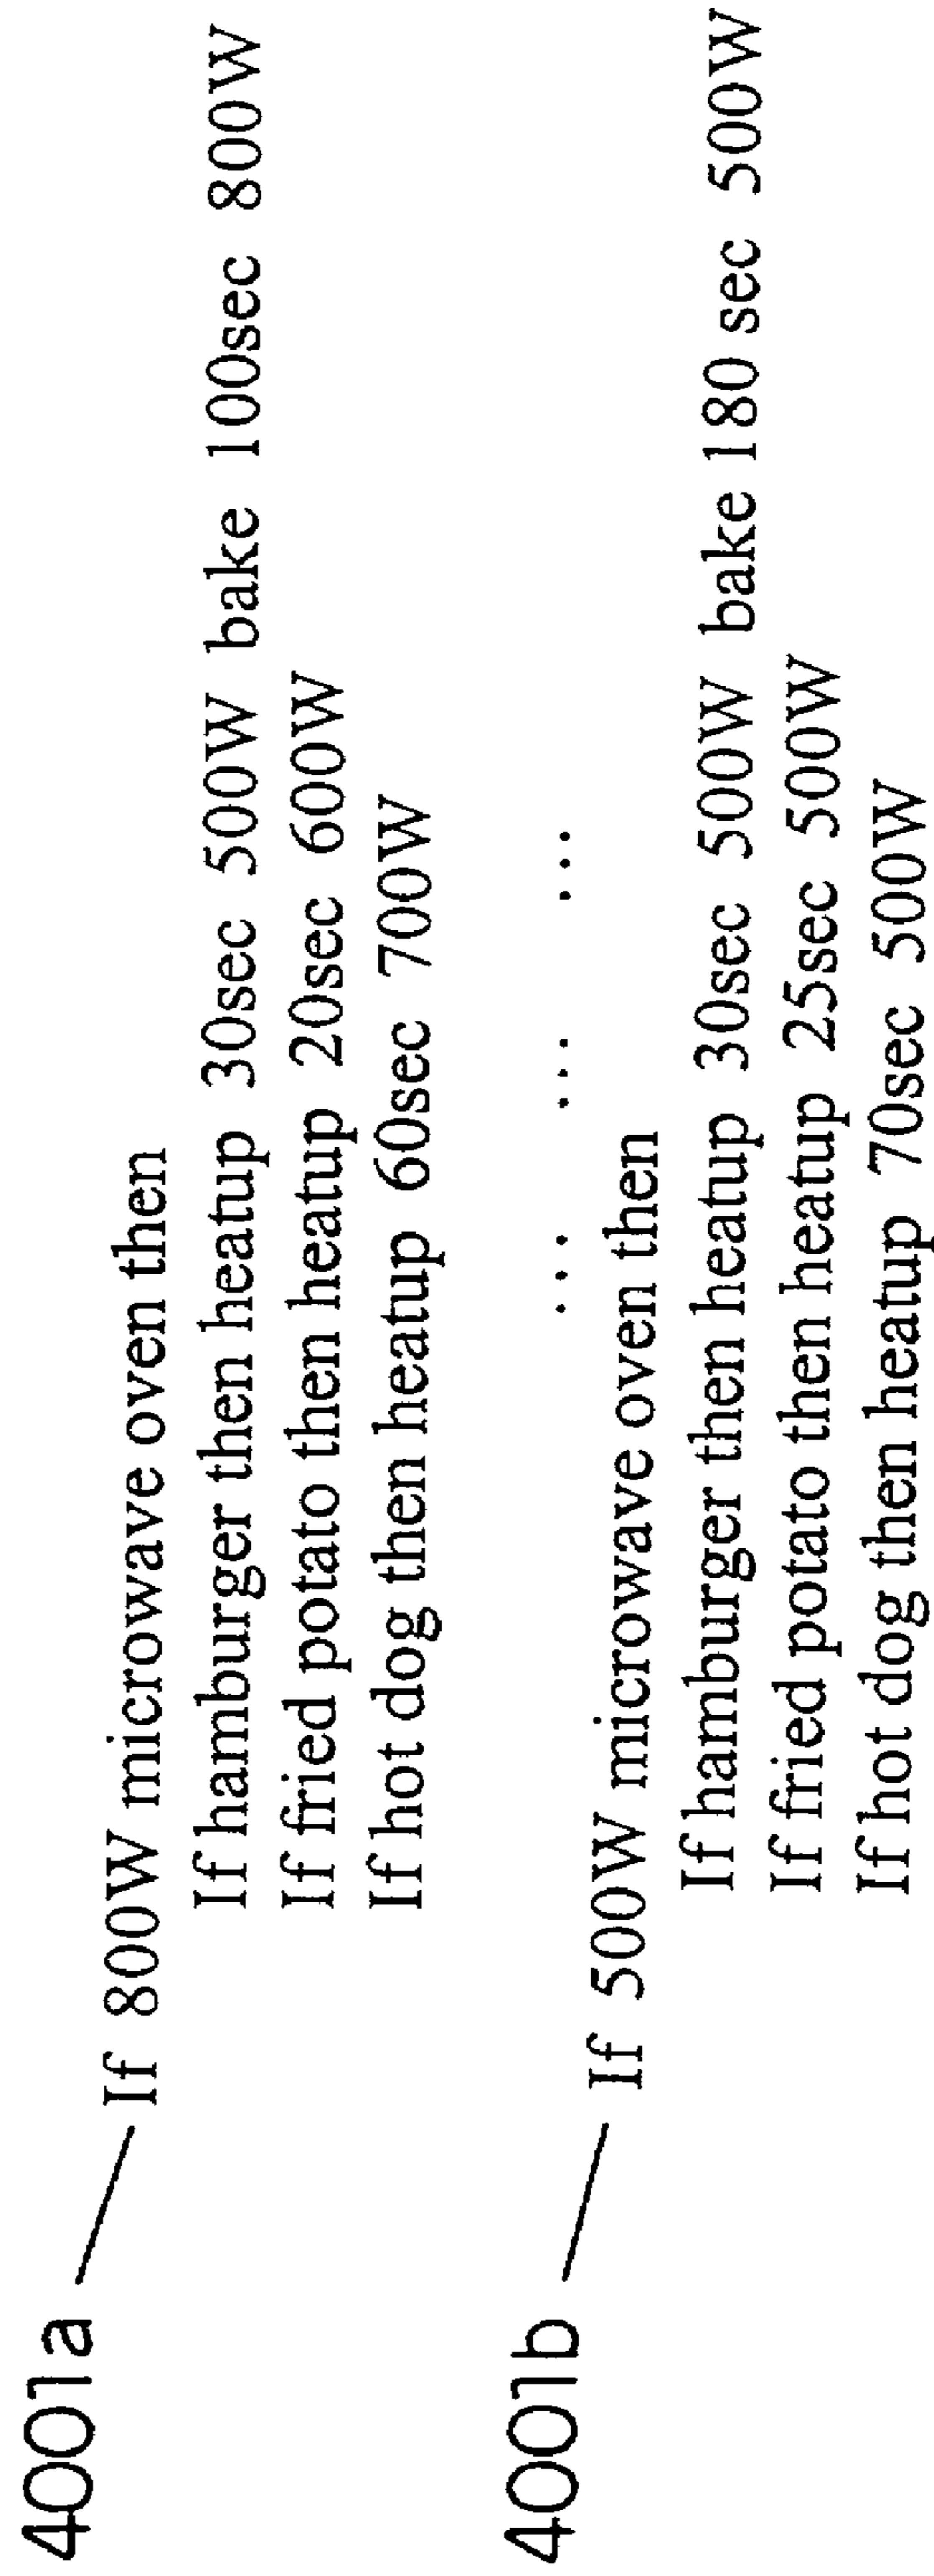 4001a
If 800W microwave oven then
If hamburger then heatup 30sec 500W bake 100sec 800W
If fried potato then heatup 20sec 600W
If hot dog then heatup 60sec 700W
... ... ...
4001b
If 500W microwave oven then
If hamburger then heatup 30sec 500W bake 180 sec 500W
If fried potato then heatup 25sec 500W
If hot dog then heatup 70sec 500W